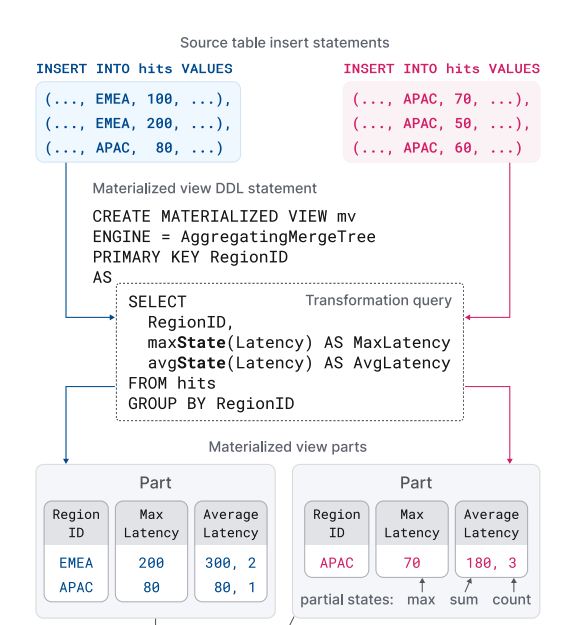 Source table insert statements
INSERT INTO hits VALUES
(..., EMEA, 100, ...),
(..., EMEA, 200, ...),
(..., APAC,  80, ...)
INSERT INTO hits VALUES
(..., APAC, 70, ...),
(..., APAC, 50, ...),
(..., APAC, 60, ...)
Materialized view DDL statement
CREATE MATERIALIZED VIEW mv
ENGINE = AggregatingMergeTree
PRIMARY KEY RegionID
AS
SELECT
Transformation query
RegionID,
maxState(Latency) AS MaxLatency
avgState(Latency) AS AvgLatency
FROM hits
GROUP BY RegionID
Materialized view parts
Part
Region ID
Max Latency
Average Latency
EMEA 200 300, 2
APAC 80 80, 1
Part
Region ID
Max Latency
Average Latency
APAC 70 180, 3
partial states: max sum count